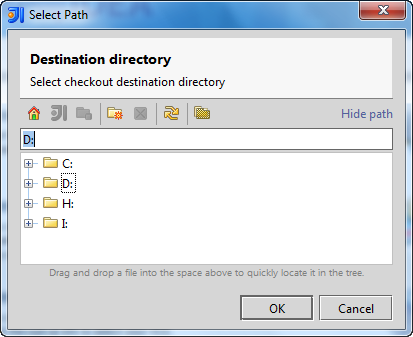 Select Path
Destination directory
Select checkout destination directory
Hide path
D:
C:
D:
H:
I:
Drag and drop a file into the space above to quickly locate it in the tree.
OK
Cancel